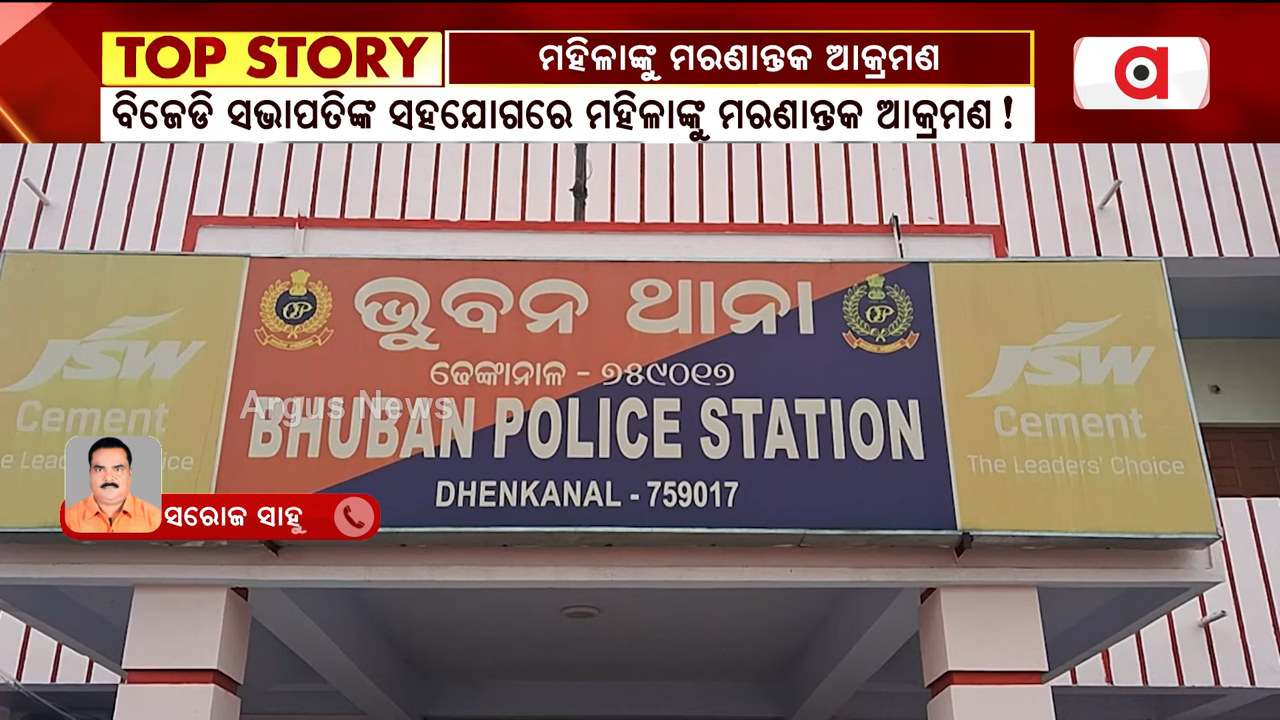 TOP STORY
ମହିଳାଙ୍କୁ ମରଣାନ୍ତକ ଆକ୍ରମଣ
ବିଜେଡି ସଭାପତିଙ୍କ ସହଯୋଗରେ ମହିଳାଙ୍କୁ ମରଣାନ୍ତକ ଆକ୍ରମଣ !
a
ଭୁବନ ଥାନା
ଢେଙ୍କାନାଳ - ୭୫୯୦୧୭
Argus News
BHUBAN POLICE STATION
DHENKANAL - 759017
JSW
Cement
The Leaders' Choice
JSW
Cement
The Leaders' Choice
ସରୋଜ ସାହୁ